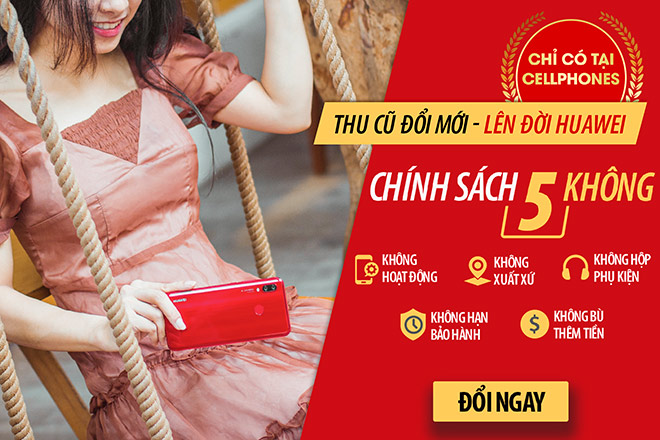 CHỈ CÓ TẠI
CELLPHONES
THU CŨ ĐỔI MỚI - LÊN ĐỜI HUAWEI
CHÍNH SÁCH 5 KHÔNG
KHÔNG
HOẠT ĐỘNG
KHÔNG
XUẤT XỨ
KHÔNG HỘP
PHỤ KIỆN
KHÔNG HẠN
BẢO HÀNH
KHÔNG BÙ
THÊM TIỀN
ĐỔI NGAY
HUAWEI